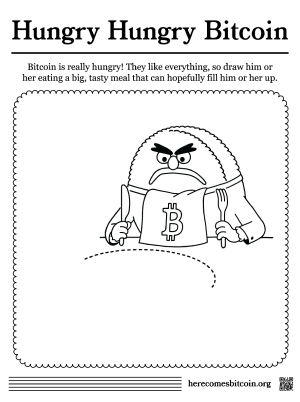 Hungry Hungry Bitcoin
Bitcoin is really hungry! They like everything, so draw him or
her eating a big, tasty meal that can hopefully fill him or her up.
₿
herecomesbitcoin.org